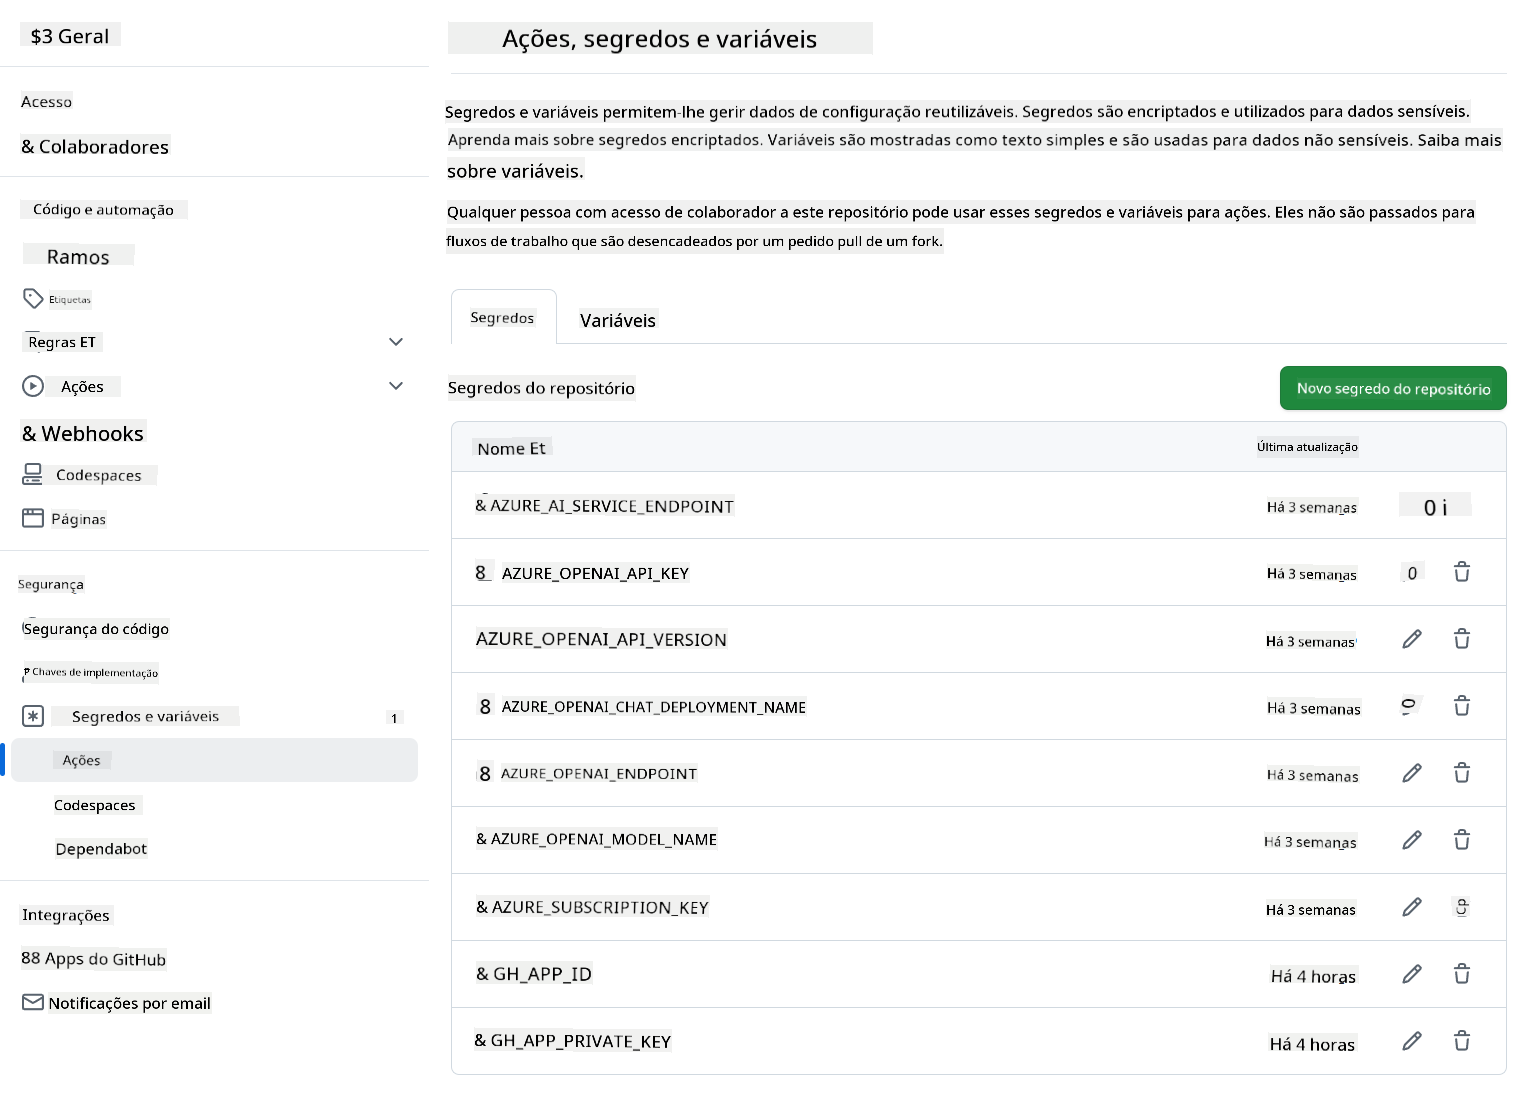 $3 Geral
Acesso
& Colaboradores
Código e automação
Ramos
Etiquetas
Regras ET
Ações
& Webhooks
Codespaces
Páginas
Segurança
Segurança do código
Chaves de implementação
Segredos e variáveis 1
Ações
Codespaces
Dependabot
Integrações
88 Apps do GitHub
Notificações por email
Ações, segredos e variáveis
Segredos e variáveis permitem-lhe gerir dados de configuração reutilizáveis. Segredos são encriptados e utilizados para dados sensíveis.
Aprenda mais sobre segredos encriptados. Variáveis são mostradas como texto simples e são usadas para dados não sensíveis. Saiba mais
sobre variáveis.
Qualquer pessoa com acesso de colaborador a este repositório pode usar esses segredos e variáveis para ações. Eles não são passados para
fluxos de trabalho que são desencadeados por um pedido pull de um fork.
Segredos Variáveis
Segredos do repositório Novo segredo do repositório
Nome Et Última atualização
& AZURE_AI_SERVICE_ENDPOINT Há 3 semanas 0 i
8 AZURE_OPENAI_API_KEY Há 3 semanas 0
AZURE_OPENAI_API_VERSION Há 3 semanas
8 AZURE_OPENAI_CHAT_DEPLOYMENT_NAME Há 3 semanas
8 AZURE_OPENAI_ENDPOINT Há 3 semanas
& AZURE_OPENAI_MODEL_NAME Há 3 semanas
& AZURE_SUBSCRIPTION_KEY Há 3 semanas
& GH_APP_ID Há 4 horas
& GH_APP_PRIVATE_KEY Há 4 horas